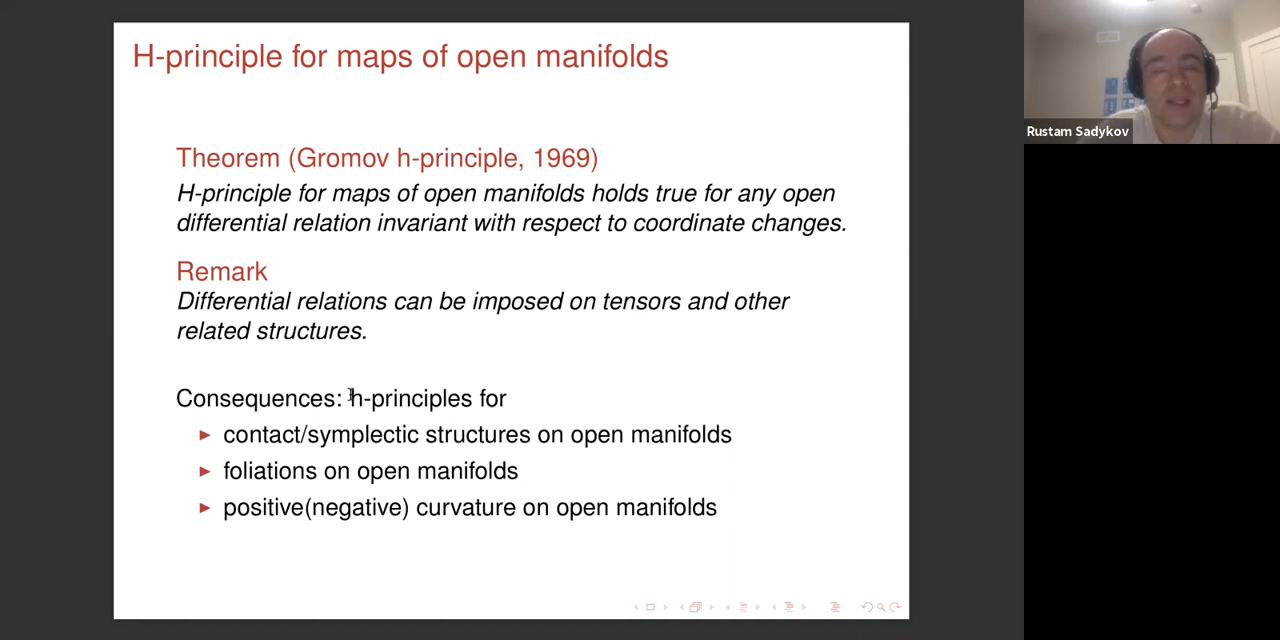 H-principle for maps of open manifolds
Theorem (Gromov h-principle, 1969)
H-principle for maps of open manifolds holds true for any open
differential relation invariant with respect to coordinate changes.
Remark
Differential relations can be imposed on tensors and other
related structures.
Consequences: h-principles for
contact/symplectic structures on open manifolds
foliations on open manifolds
positive(negative) curvature on open manifolds
Rustam Sadykov